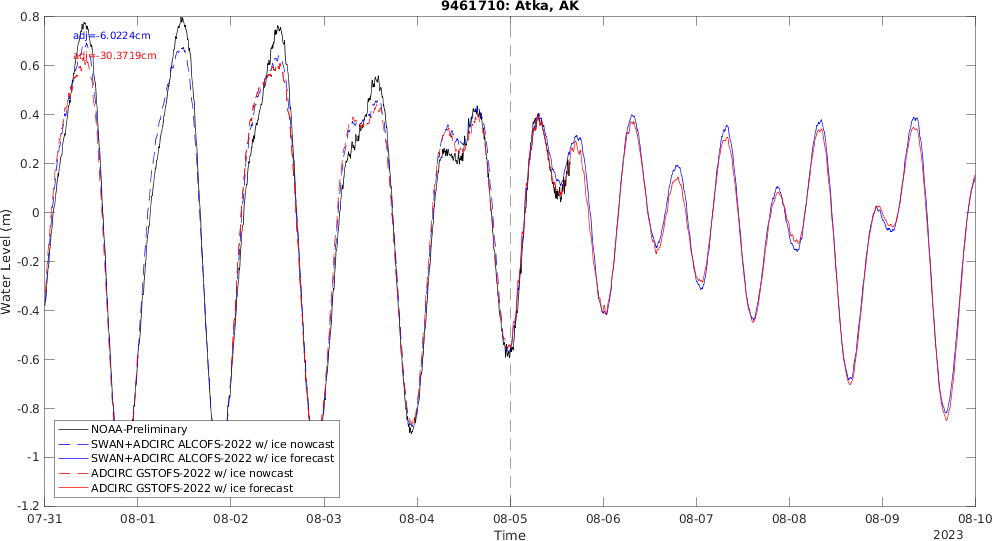 9461710: Atka, AK
0.8
adj=-6.0224cm
adj=-30.3719cm
0.6
0.4
0.2
0
-0.2
-0.4
-0.6
-0.8
-1
-1.2
Water Level (m)
NOAA-Preliminary
SWAN+ADCIRC ALCOFS-2022 w/ ice nowcast
SWAN+ADCIRC ALCOFS-2022 w/ ice forecast
ADCIRC GSTOFS-2022 w/ ice nowcast
ADCIRC GSTOFS-2022 w/ ice forecast
07-31 08-01 08-02 08-03 08-04 08-05 08-06 08-07 08-08 08-09 08-10
Time
2023